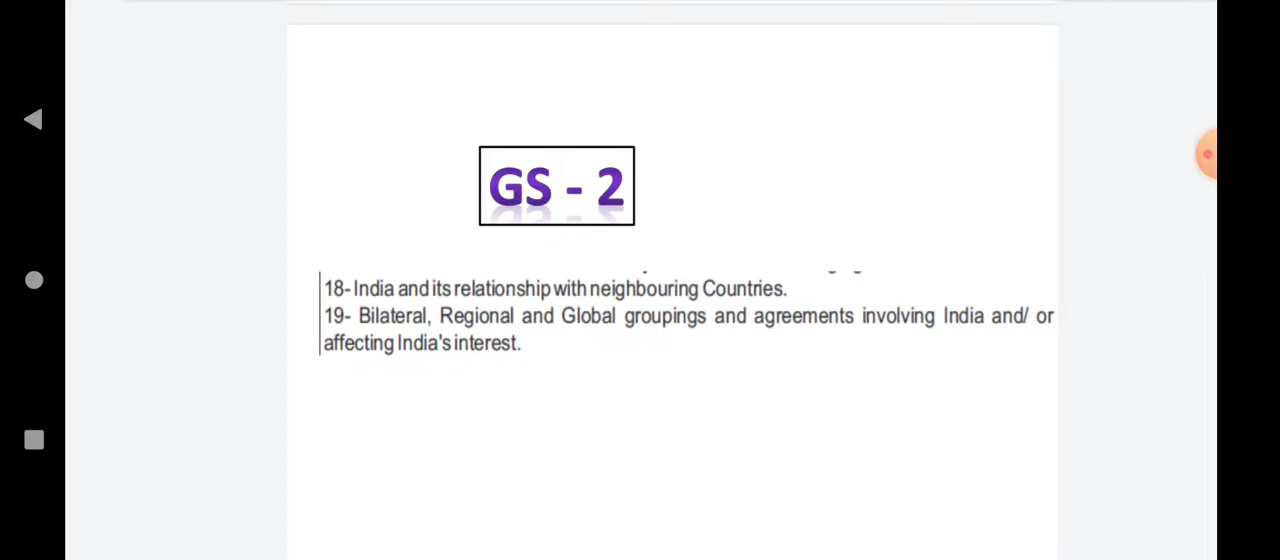 GS - 2
18- India and its relationship with neighbouring Countries.
19- Bilateral, Regional and Global groupings and agreements involving India and/ or
affecting India's interest.